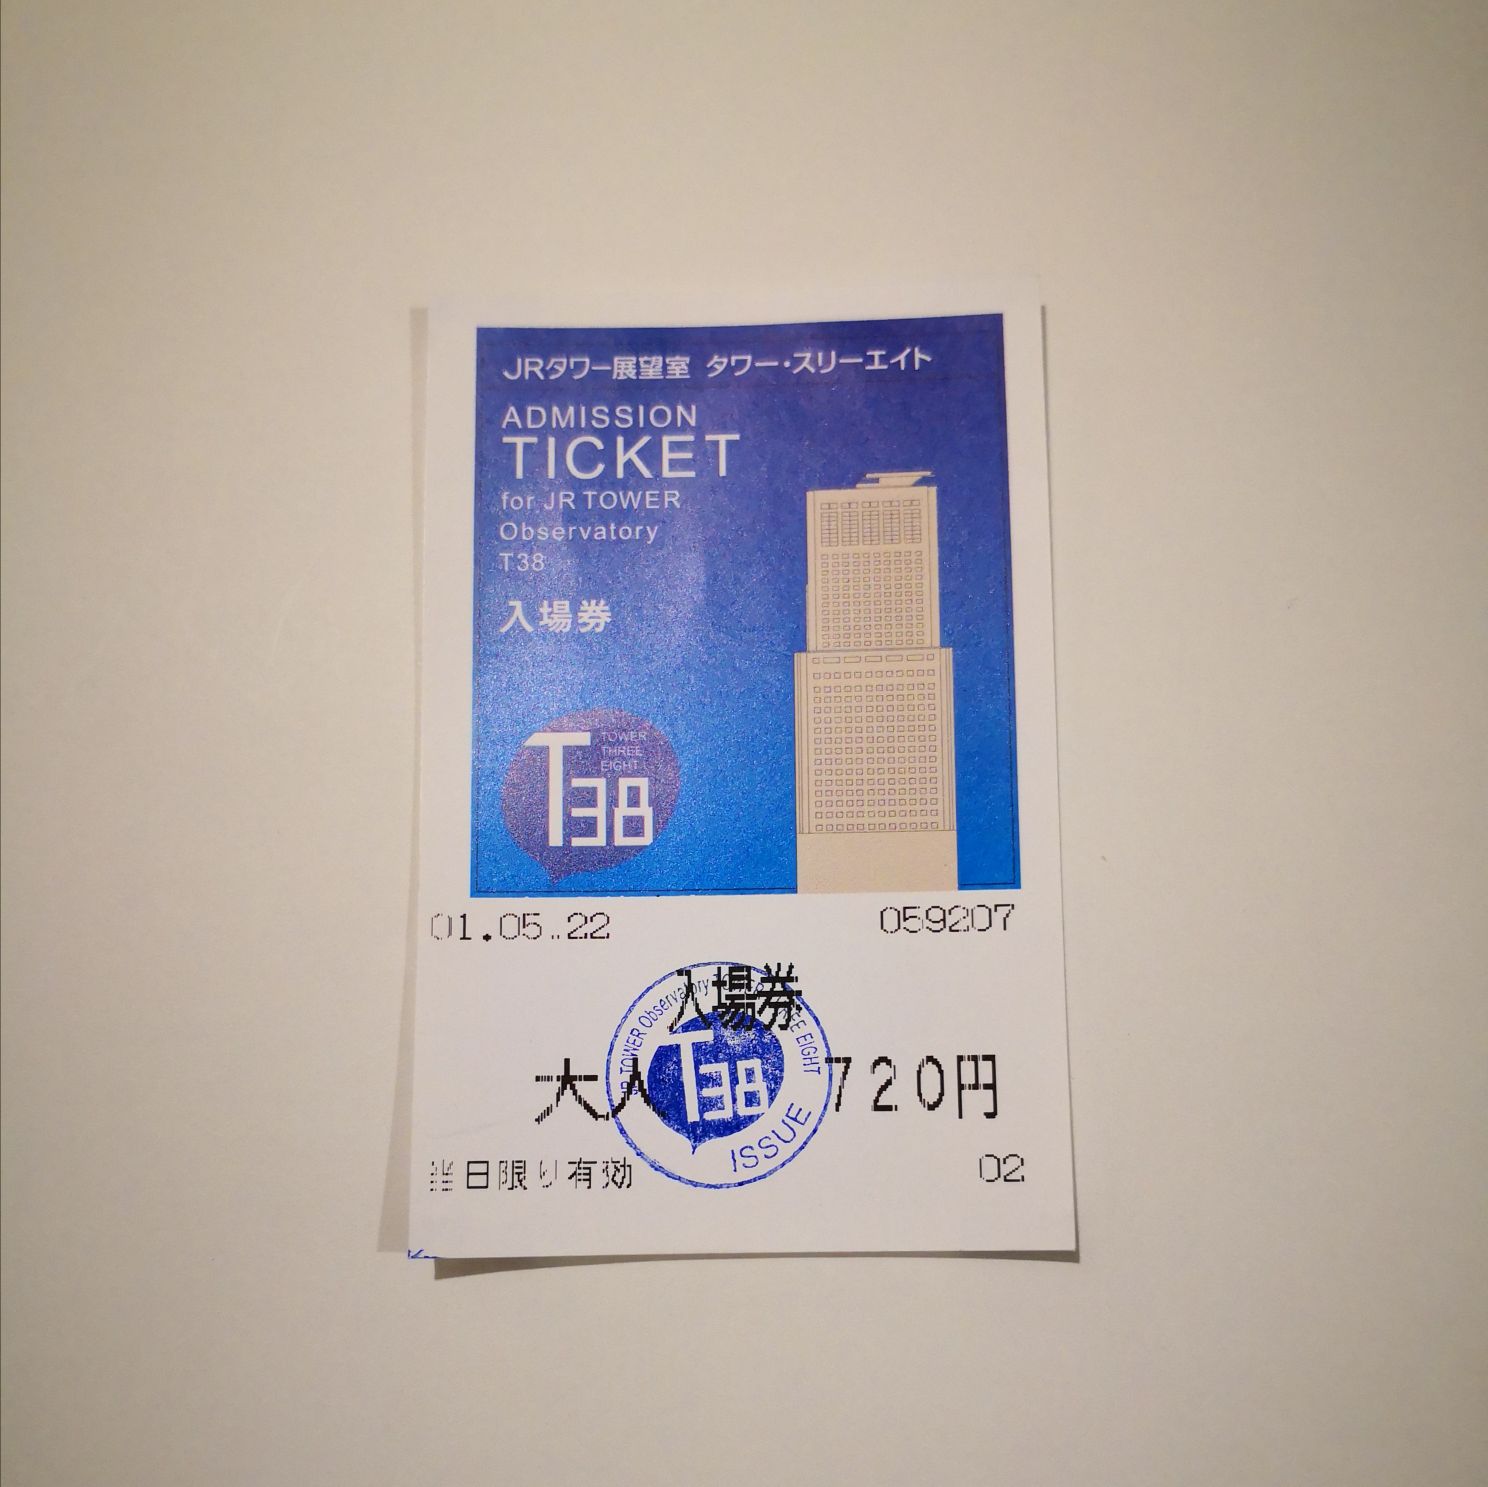 JRタワー展望室 タワー・スリーエイト
ADMISSION
TICKET
for JR TOWER
Observatory
T38
入場券
T38
TOWER
THREE
EIGHT
01.05.22
059207
入場券
大人
720円
JR TOWER Observatory TOWER THREE EIGHT
T38
ISSUE
当日限り有効
02